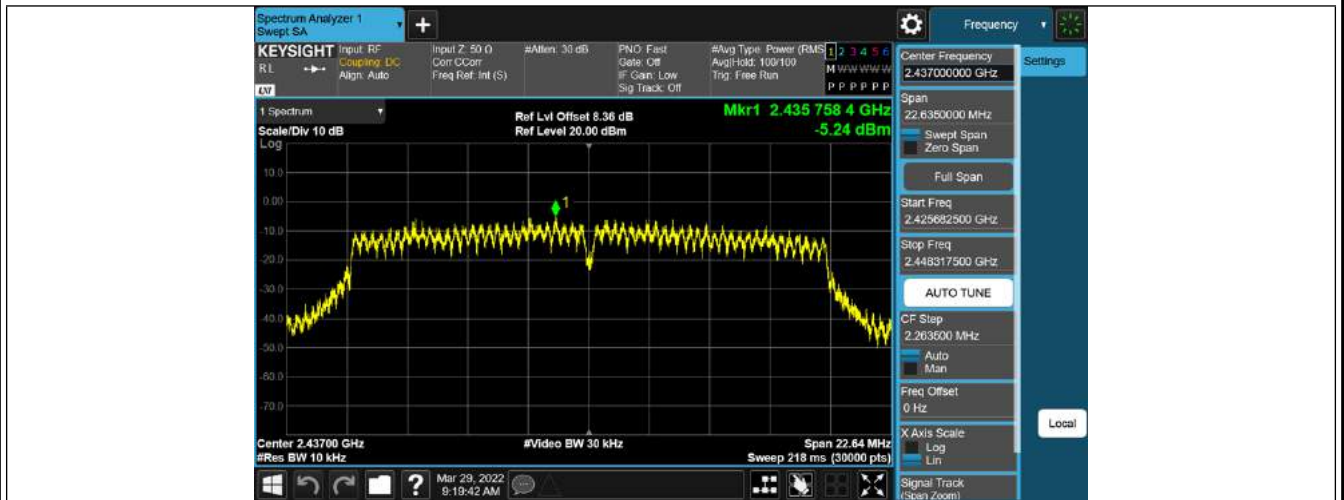 Spectrum Analyzer 1
Swept SA
Frequency
KEYSIGHT
Input: RF
Input Z: 50 Ω
#Atten: 30 dB
PNO: Fast
#Avg Type: Power (RMS
1 2 3 4 5 6
RL
Coupling: DC
Corr CCorr
Gate: Off
Avg|Hold: 100/100
M W W W W W
Align: Auto
Freq Ref: Int (S)
IF Gain: Low
Trig: Free Run
Sig Track: Off
P P P P P P
LXI
1 Spectrum
Ref Lvl Offset 8.36 dB
Mkr1 2.435 758 4 GHz
Scale/Div 10 dB
Ref Level 20.00 dBm
-5.24 dBm
Log
10.0
0.00
-10.0
-20.0
-30.0
-40.0
-50.0
-60.0
-70.0
1
Center 2.43700 GHz
#Video BW 30 kHz
Span 22.64 MHz
#Res BW 10 kHz
Sweep 218 ms (30000 pts)
Center Frequency
2.437000000 GHz
Settings
Span
22.6350000 MHz
Swept Span
Zero Span
Full Span
Start Freq
2.425682500 GHz
Stop Freq
2.448317500 GHz
AUTO TUNE
CF Step
2.263500 MHz
Auto
Man
Freq Offset
0 Hz
X Axis Scale
Log
Lin
Local
Signal Track
(Span Zoom)
?
Mar 29, 2022
9:19:42 AM